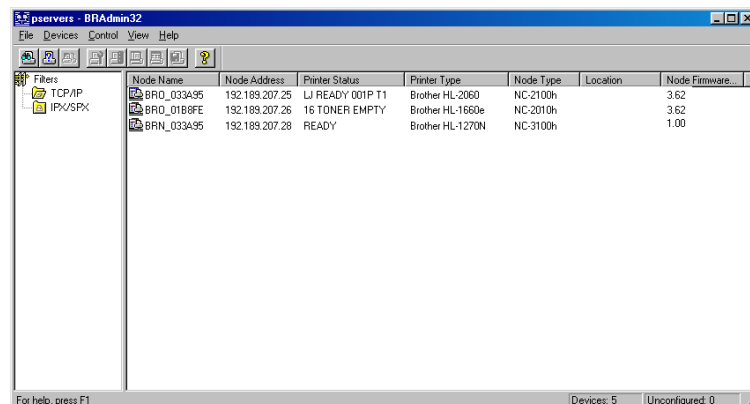 pservers - BRAdmin32
File Devices Control View Help
Filters
TCP/IP
IPX/SPX
Node Name Node Address Printer Status Printer Type Node Type Location Node Firmware...
BRO_033A95 192.189.207.25 LJ READY 001P T1 Brother HL-2060 NC-2100h 3.62
BRO_01B8FE 192.189.207.26 16 TONER EMPTY Brother HL-1660e NC-2010h 3.62
BRN_033A95 192.189.207.28 READY Brother HL-1270N NC-3100h 1.00
For help, press F1 Devices: 5 Unconfigured: 0